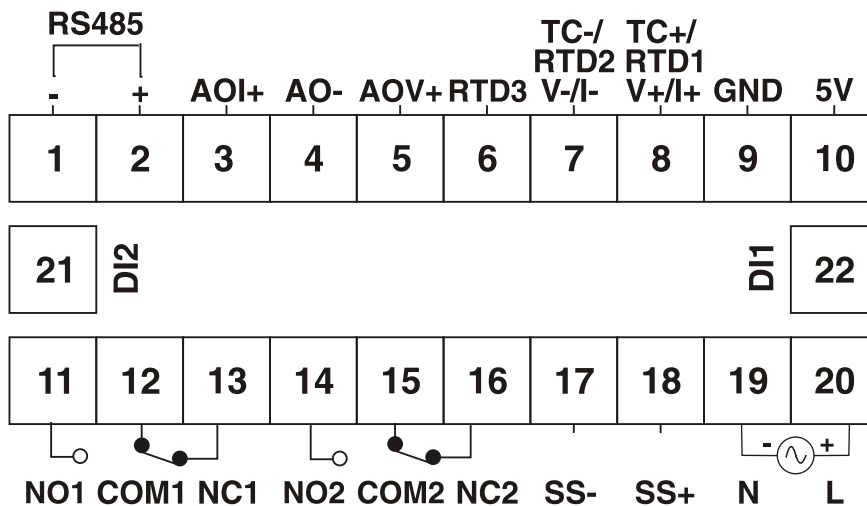 RS485
- +
AOI+ AO- AOV+ RTD3 TC-/ RTD2 V-/I- TC+/ RTD1 V+/I+ GND 5V
1 2 3 4 5 6 7 8 9 10
21 DI2 DI1 22
11 12 13 14 15 16 17 18 19 20
- +
NO1 COM1 NC1 NO2 COM2 NC2 SS- SS+ N L